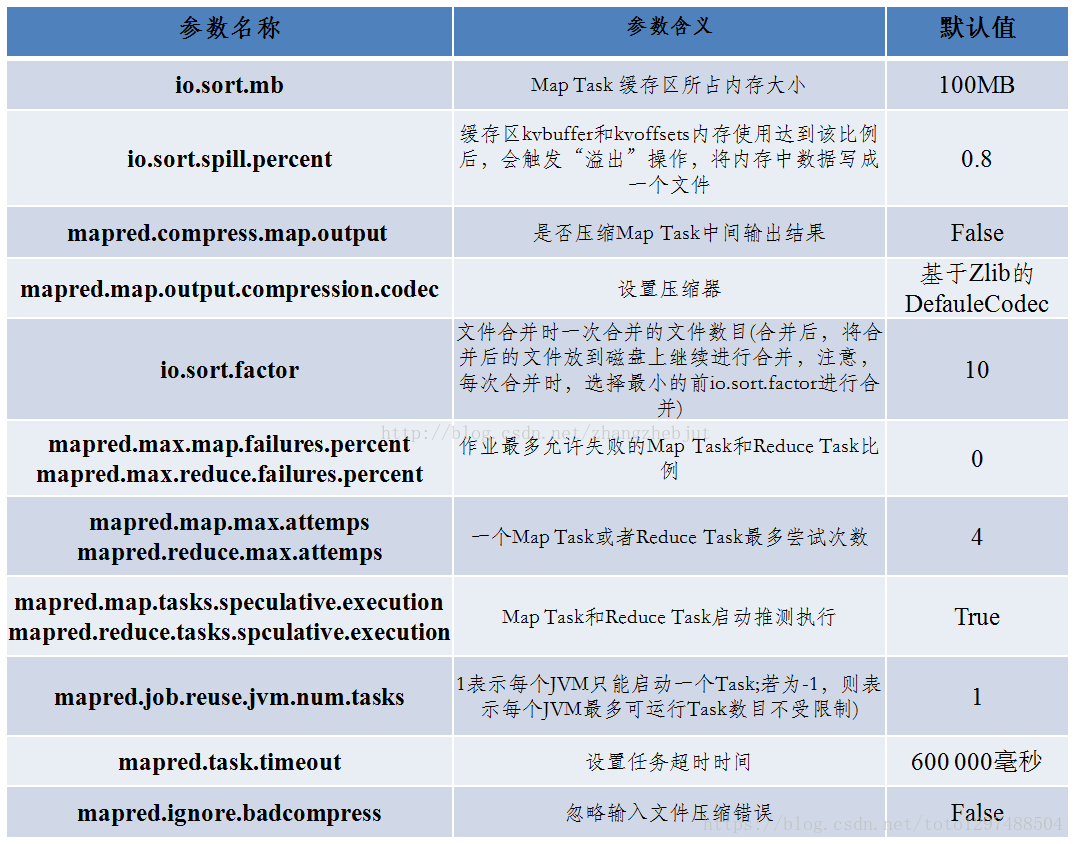 参数名称
参数含义
默认值
io.sort.mb
Map Task 缓存区所占内存大小
100MB
io.sort.spill.percent
缓存区kvbuffer和kvoffsets内存使用达到该比例
后，会触发“溢出”操作，将内存中数据写成
一个文件
0.8
mapred.compress.map.output
是否压缩Map Task中间输出结果
False
mapred.map.output.compression.codec
设置压缩器
基于Zlib的
DefauleCodec
io.sort.factor
文件合并时一次合并的文件数目(合并后，将合
并后的文件放到磁盘上继续进行合并，注意，
每次合并时，选择最小的前io.sort.factor进行合
并)
10
http://blog.csdn.net/zhangzhebjut
mapred.max.map.failures.percent
mapred.max.reduce.failures.percent
作业最多允许失败的Map Task和Reduce Task比
例
0
mapred.map.max.attemps
mapred.reduce.max.attemps
一个Map Task或者Reduce Task最多尝试次数
4
mapred.map.tasks.speculative.execution
mapred.reduce.tasks.spculative.execution
Map Task和Reduce Task启动推测执行
True
mapred.job.reuse.jvm.num.tasks
1表示每个JVM只能启动一个Task;若为-1，则表
示每个JVM最多可运行Task数目不受限制)
1
mapred.task.timeout
设置任务超时时间
600 000毫秒
mapred.ignore.badcompress
忽略输入文件压缩错误
False
https://blog.csdn.net/toto1297488504